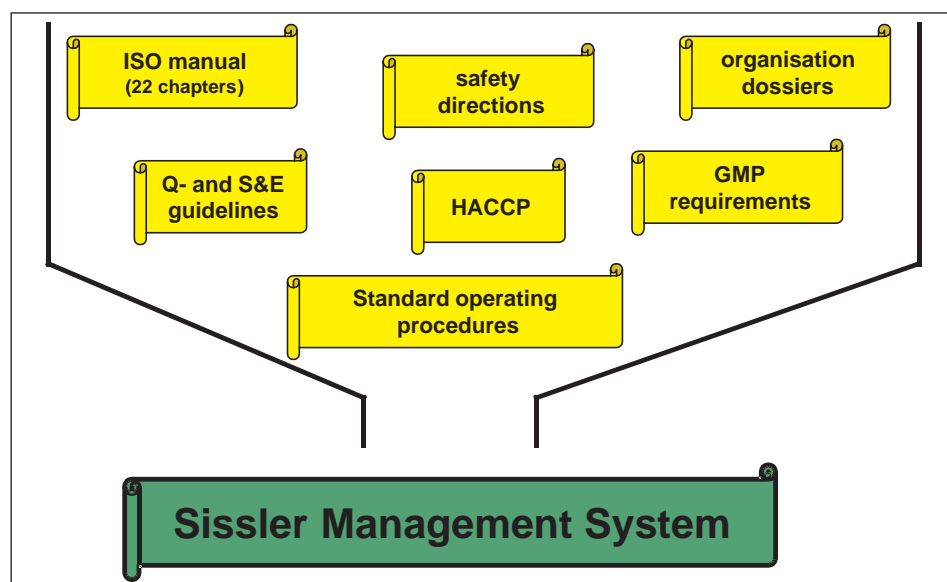 ISO manual
(22 chapters)
safety
directions
organisation
dossiers
Q- and S&E
guidelines
HACCP
GMP
requirements
Standard operating
procedures
Sissler Management System